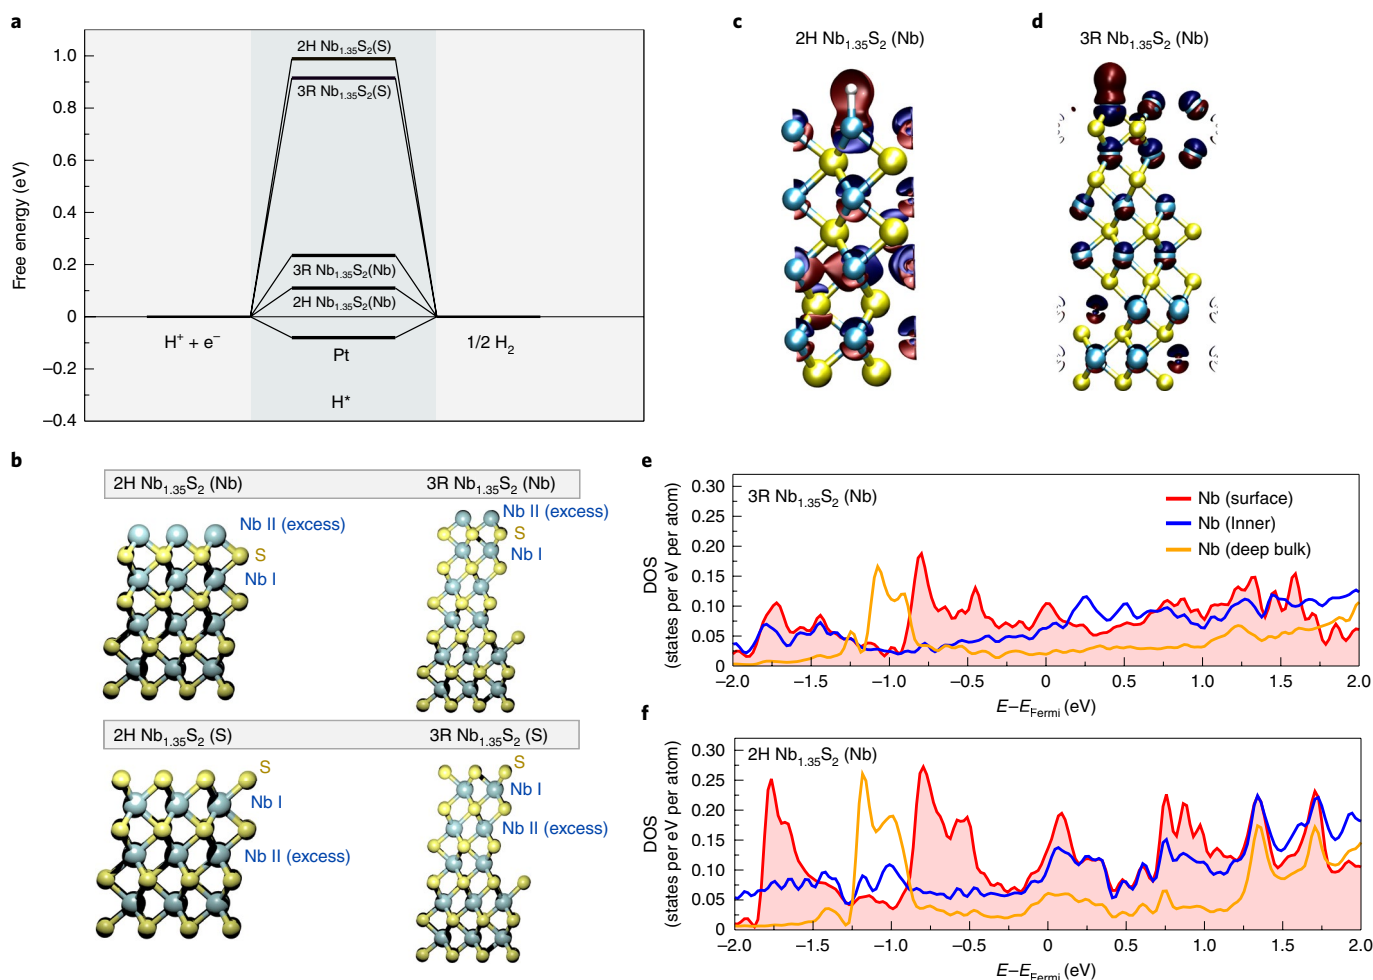 a
1.0
0.8
0.6
0.4
0.2
0
−0.2
−0.4
Free energy (eV)
2H Nb1.35S2(S)
3R Nb1.35S2(S)
3R Nb1.35S2(Nb)
2H Nb1.35S2(Nb)
H+ + e−
Pt
1/2 H2
H*
c
2H Nb1.35S2 (Nb)
d
3R Nb1.35S2 (Nb)
b
2H Nb1.35S2 (Nb)
3R Nb1.35S2 (Nb)
Nb II (excess)
S
Nb I
Nb II (excess)
S
Nb I
2H Nb1.35S2 (S)
3R Nb1.35S2 (S)
S
Nb I
Nb II (excess)
S
Nb I
Nb II (excess)
e
3R Nb1.35S2 (Nb)
Nb (surface)
Nb (Inner)
Nb (deep bulk)
DOS
(states per eV per atom)
0.30
0.25
0.20
0.15
0.10
0.05
0
−2.0 −1.5 −1.0 −0.5 0 0.5 1.0 1.5 2.0
E−EFermi (eV)
f
2H Nb1.35S2 (Nb)
DOS
(states per eV per atom)
0.30
0.25
0.20
0.15
0.10
0.05
0
−2.0 −1.5 −1.0 −0.5 0 0.5 1.0 1.5 2.0
E−EFermi (eV)